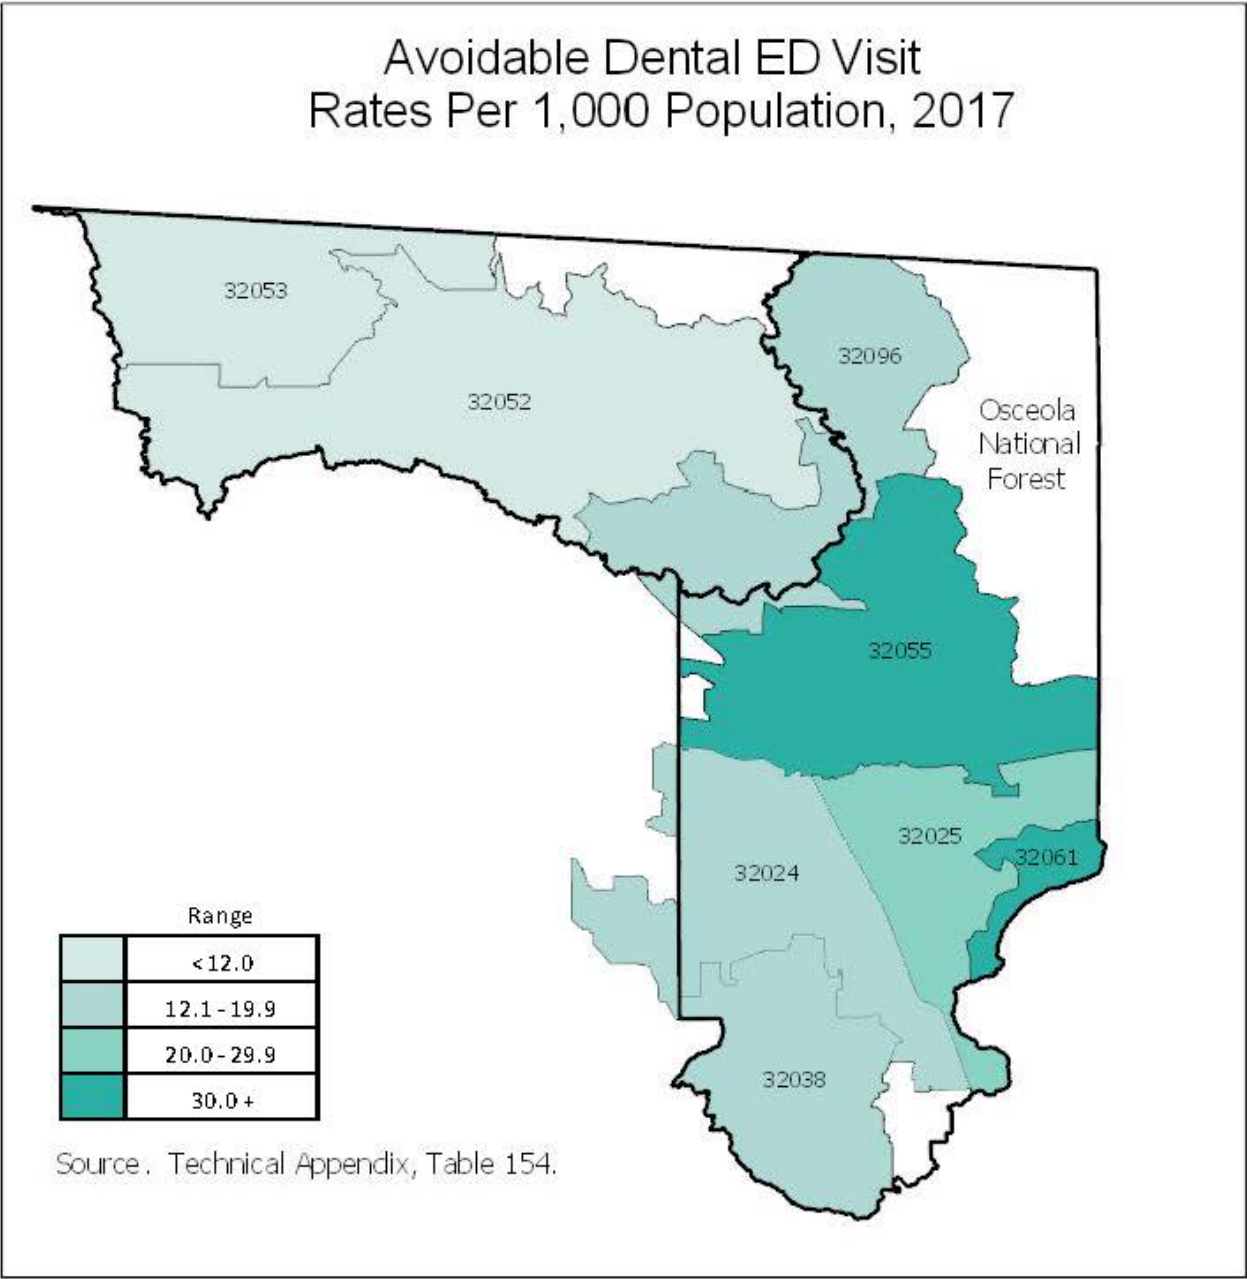 Avoidable Dental ED Visit
Rates Per 1,000 Population, 2017
32053
32096
32052
Osceola
National
Forest
32055
32025
32061
32024
32038
Range
<12.0
12.1-19.9
20.0-29.9
30.0+
Source. Technical Appendix, Table 154.